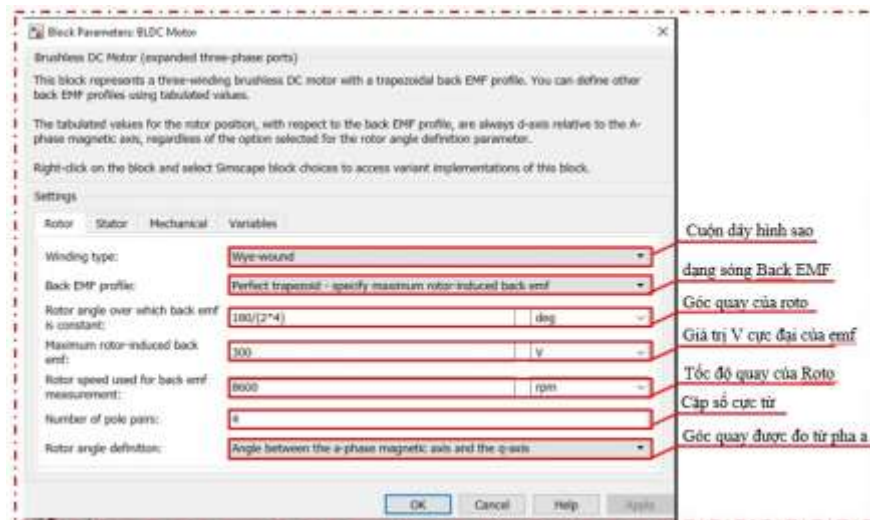 Block Parameters: BLDC Motor
Brushless DC Motor (expanded three-phase ports)
This block represents a three-winding brushless DC motor with a trapezoidal back EMF profile. You can define other
back EMF profiles using tabulated values.
The tabulated values for the rotor position, with respect to the back EMF profile, are always d-axis relative to the A-
phase magnetic axis, regardless of the option selected for the rotor angle definition parameter.
Right-click on the block and select Simscape block choices to access variant implementations of this block.
Settings
Rotor Stator Mechanical Variables
Winding type: Wye-wound
Cuộn dây hình sao
Back EMF profile: Perfect trapezoid - specify maximum rotor-induced back emf
dạng sóng Back EMF
Rotor angle over which back emf
is constant: 180/(2*4) deg
Góc quay của roto
Maximum rotor-induced back
emf: 300 V
Giá trị V cực đại của emf
Rotor speed used for back emf
measurement: 8600 rpm
Tốc độ quay của Roto
Number of pole pairs: 4
Cặp số cực từ
Rotor angle definition: Angle between the a-phase magnetic axis and the q-axis
Góc quay được đo từ pha a
OK Cancel Help Apply